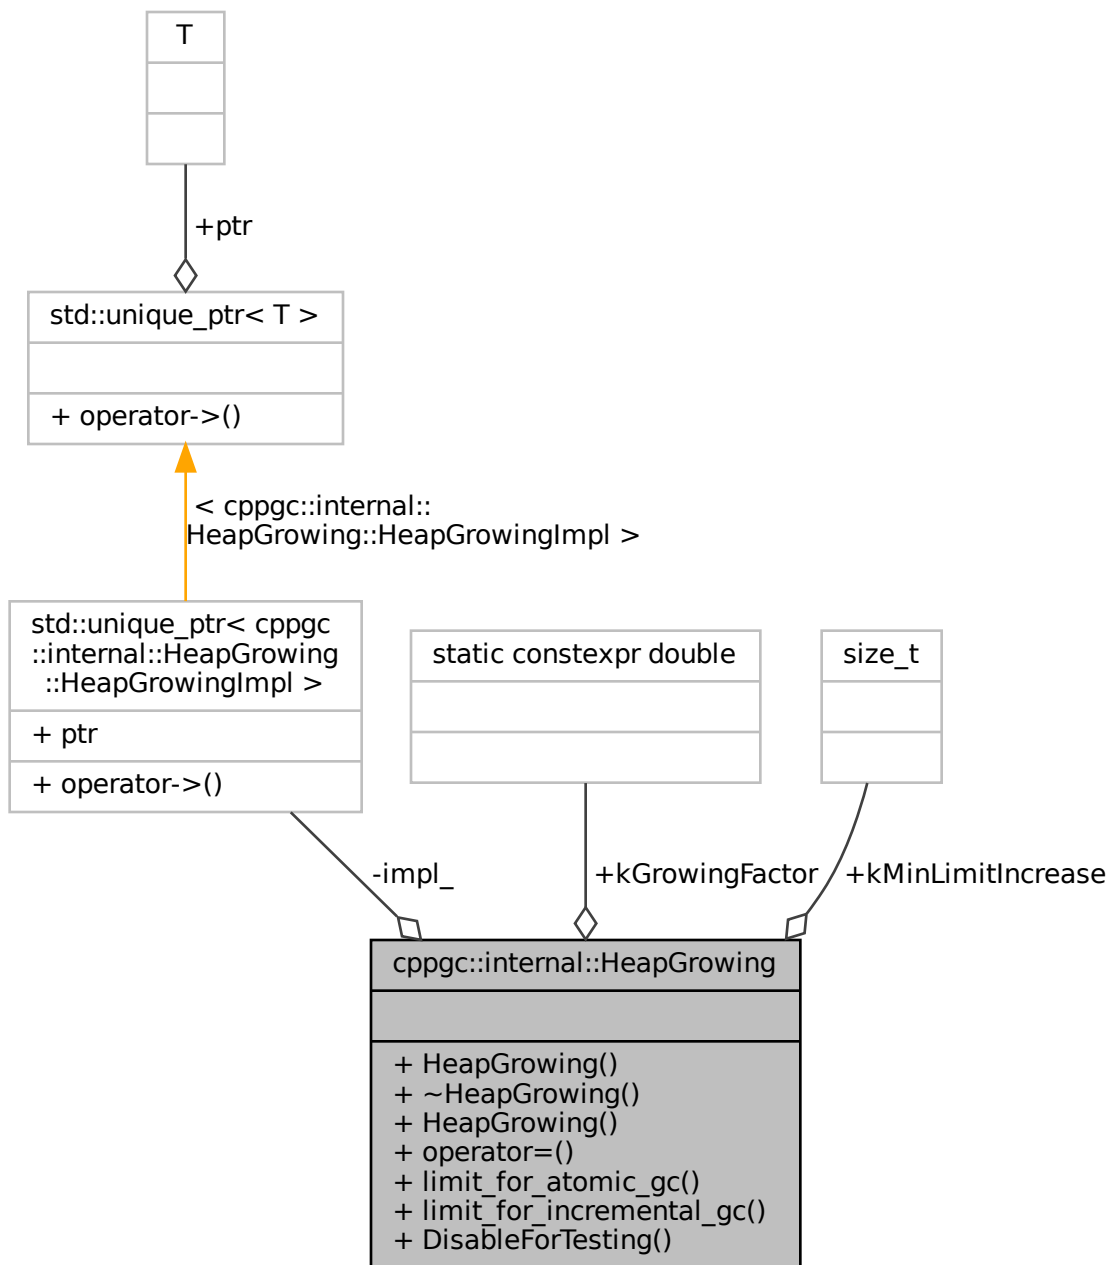 T
+ptr
std::unique_ptr< T >
+ operator->()
< cppgc::internal::
HeapGrowing::HeapGrowingImpl >
std::unique_ptr< cppgc
::internal::HeapGrowing
::HeapGrowingImpl >
+ ptr
+ operator->()
static constexpr double
size_t
-impl_
+kGrowingFactor
+kMinLimitIncrease
cppgc::internal::HeapGrowing
+ HeapGrowing()
+ ~HeapGrowing()
+ HeapGrowing()
+ operator=()
+ limit_for_atomic_gc()
+ limit_for_incremental_gc()
+ DisableForTesting()